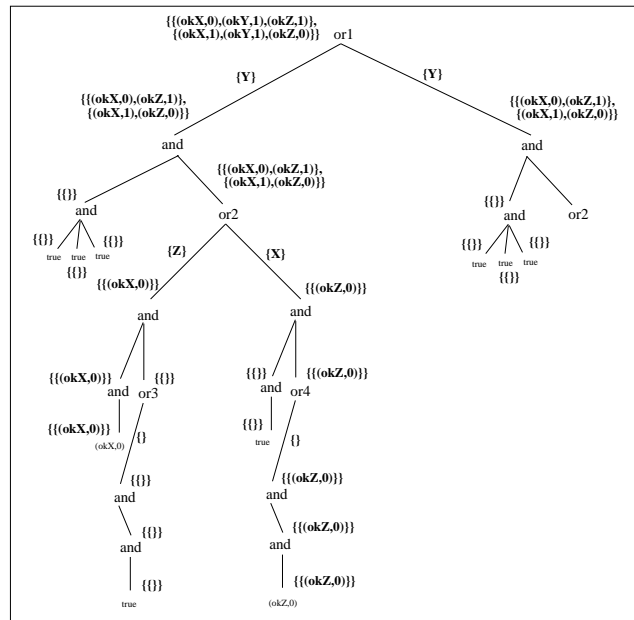 {{(okX,0),(okY,1),(okZ,1)},
{(okX,1),(okY,1),(okZ,0)}} or1
{Y} {Y}
{{(okX,0),(okZ,1)}, {{(okX,0),(okZ,1)},
{(okX,1),(okZ,0)}} {(okX,1),(okZ,0)}}
and and
{{(okX,0),(okZ,1)},
{(okX,1),(okZ,0)}}
{{}} {{}}
and or2 and or2
{{}} {{}} {{}} {{}}
true true true true true true
{{}} {{}}
{Z} {X}
{{(okX,0)}} {{(okZ,0)}}
and and
{{(okX,0)}} {{}} {{}} {{(okZ,0)}}
and or3 and or4
{{(okX,0)}} {} {{}} {}
(okX,0) true
{{}} {{(okZ,0)}}
and and
{{}} {{(okZ,0)}}
and and
{{}} {{(okZ,0)}}
true (okZ,0)